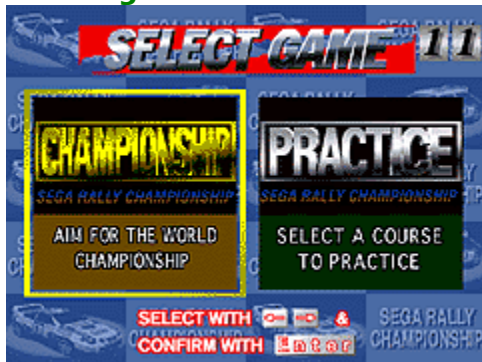 SELECT GAME 11
CHAMPIONSHIP
SEGA RALLY CHAMPIONSHIP
AIM FOR THE WORLD
CHAMPIONSHIP
PRACTICE
SEGA RALLY CHAMPIONSHIP
SELECT A COURSE
TO PRACTICE
SELECT WITH &
CONFIRM WITH Enter
SEGA RALLY
CHAMPIONSHIP